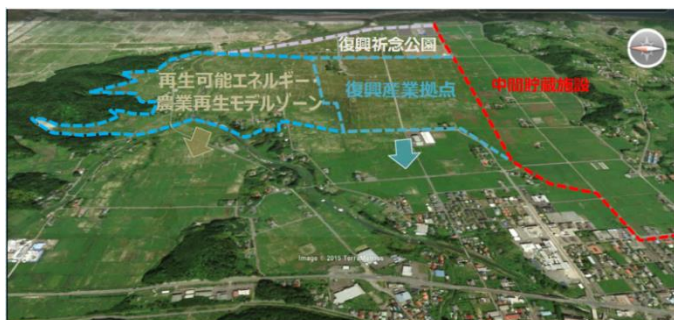 復興祈念公園
再生可能エネルギー
農業再生モデルゾーン
復興産業拠点
中間貯蔵施設
Image © 2015